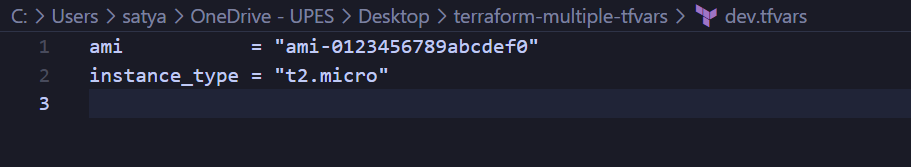 C: > Users > satya > OneDrive - UPES > Desktop > terraform-multiple-tfvars > dev.tfvars
1 ami           = "ami-0123456789abcdef0"
2 instance_type = "t2.micro"
3